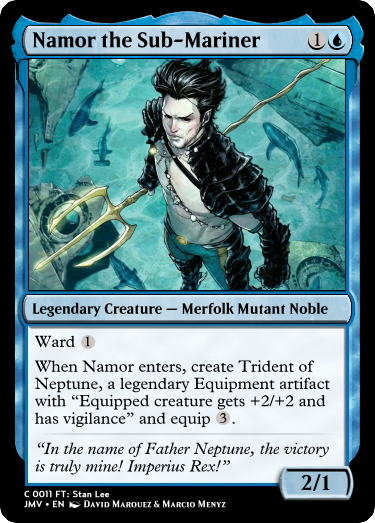 Namor the Sub-Mariner 1
Legendary Creature — Merfolk Mutant Noble
Ward 1
When Namor enters, create Trident of
Neptune, a legendary Equipment artifact
with “Equipped creature gets +2/+2 and
has vigilance” and equip 3.
“In the name of Father Neptune, the victory
is truly mine! Imperius Rex!”
2/1
C 0011 FT: Stan Lee
JMV • EN David Marquez & Marcio Menyz